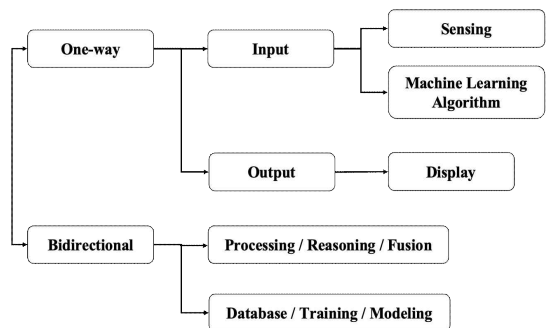 One-way
Input
Sensing
Machine Learning
Algorithm
Output
Display
Bidirectional
Processing / Reasoning / Fusion
Database / Training / Modeling